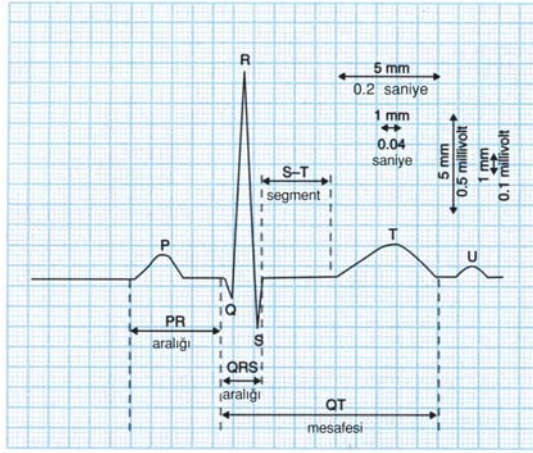 R
5 mm
0.2 saniye
1 mm
0.04
saniye
5 mm
0.5 millivolt
1 mm
0.1 millivolt
S–T
segment
P
T
U
Q
S
PR
aralığı
QRS
aralığı
QT
mesafesi